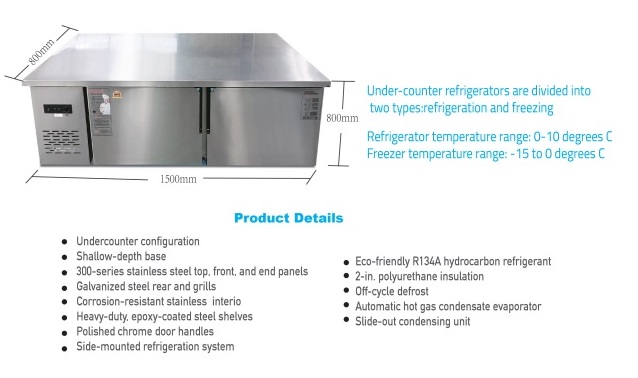 800mm
800mm
1500mm
Under-counter refrigerators are divided into
two types:refrigeration and freezing
Refrigerator temperature range: 0-10 degrees C
Freezer temperature range: -15 to 0 degrees C
Product Details
Undercounter configuration
Shallow-depth base
300-series stainless steel top, front, and end panels
Galvanized steel rear and grills
Corrosion-resistant stainless interio
Heavy-duty, epoxy-coated steel shelves
Polished chrome door handles
Side-mounted refrigeration system
Eco-friendly R134A hydrocarbon refrigerant
2-in. polyurethane insulation
Off-cycle defrost
Automatic hot gas condensate evaporator
Slide-out condensing unit